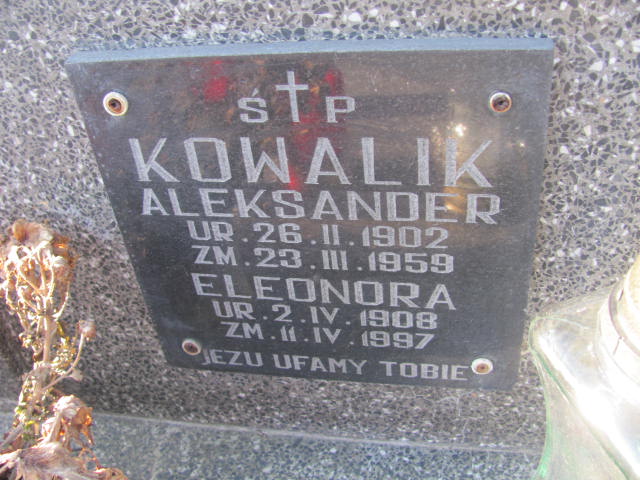 Ś†P
KOWALIK
ALEKSANDER
UR.26.II.1902
ZM.23.III.1959
ELEONORA
UR.2.IV.1908
ZM.11.IV.1997
JEZU UFAMY TOBIE